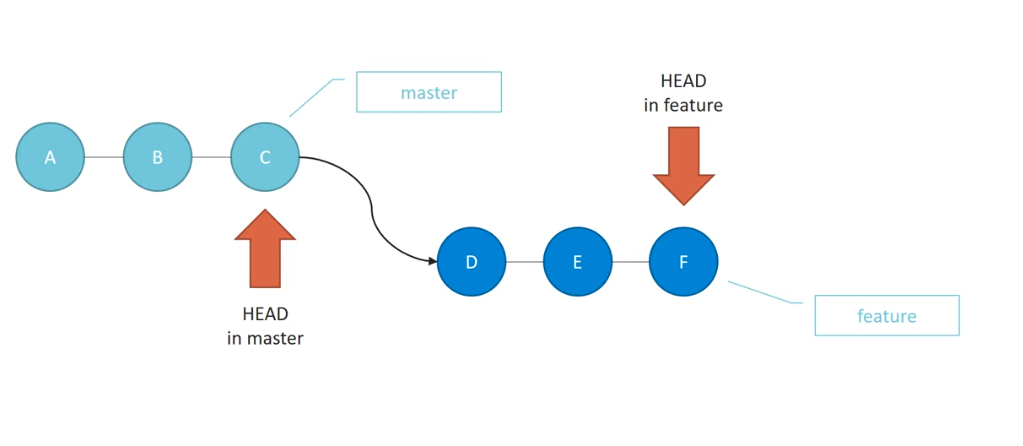 master
HEAD
in feature
A
B
C
D
E
F
HEAD
in master
feature